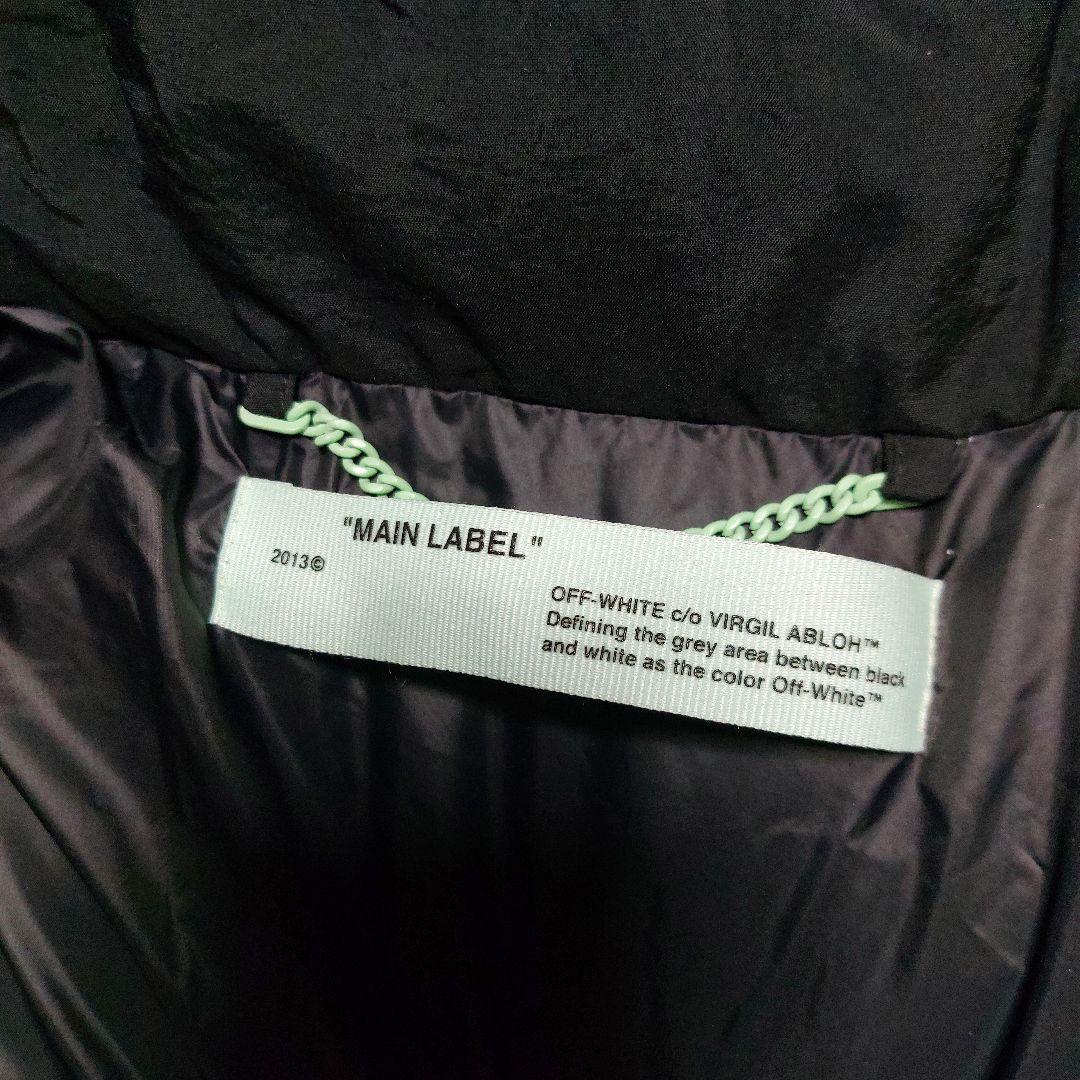 "MAIN LABEL"
2013©
OFF-WHITE c/o VIRGIL ABLOH™
Defining the grey area between black
and white as the color Off-White™